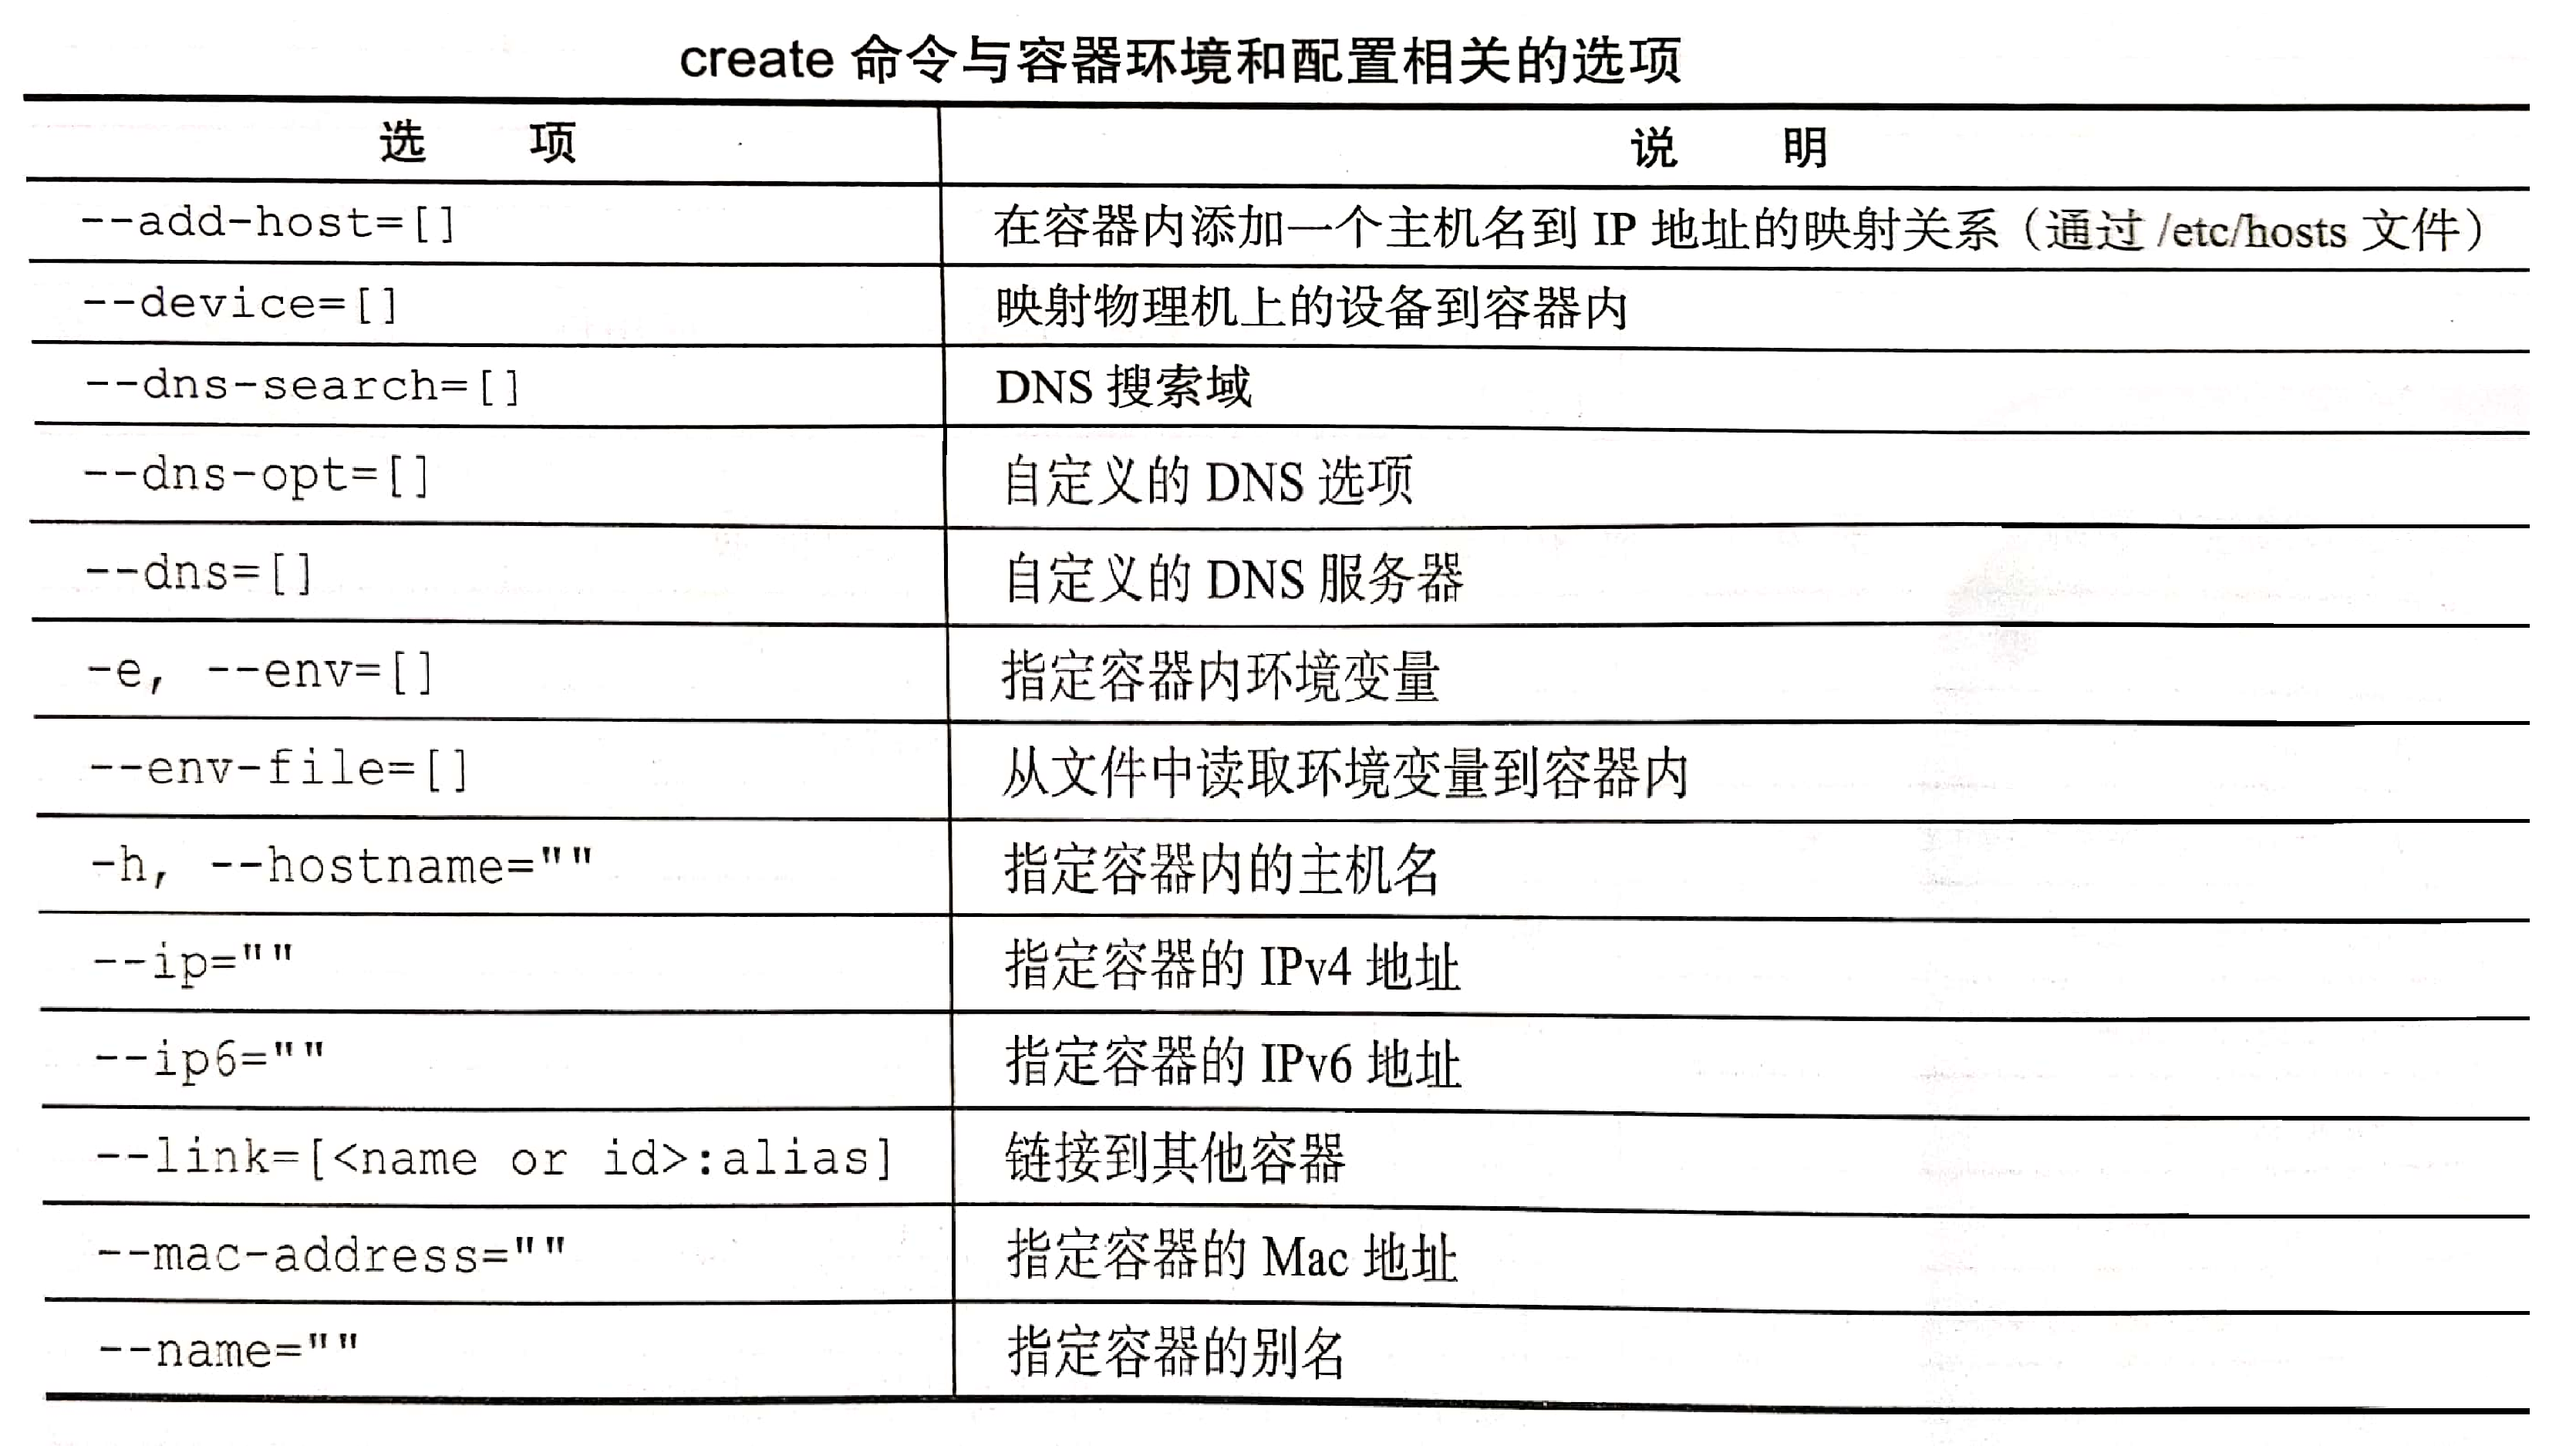 create 命令与容器环境和配置相关的选项
选 项 说 明
--add-host=[] 在容器内添加一个主机名到 IP 地址的映射关系（通过 /etc/hosts 文件）
--device=[] 映射物理机上的设备到容器内
--dns-search=[] DNS 搜索域
--dns-opt=[] 自定义的 DNS 选项
--dns=[] 自定义的 DNS 服务器
-e, --env=[] 指定容器内环境变量
--env-file=[] 从文件中读取环境变量到容器内
-h, --hostname="" 指定容器内的主机名
--ip="" 指定容器的 IPv4 地址
--ip6="" 指定容器的 IPv6 地址
--link=[<name or id>:alias] 链接到其他容器
--mac-address="" 指定容器的 Mac 地址
--name="" 指定容器的别名